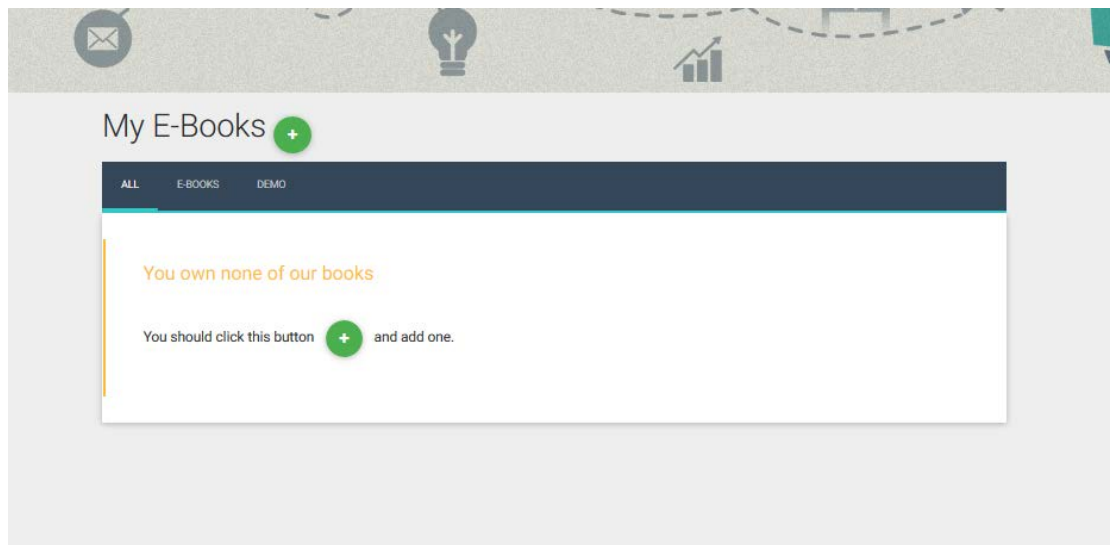 My E-Books +
ALL E-BOOKS DEMO
You own none of our books
You should click this button + and add one.